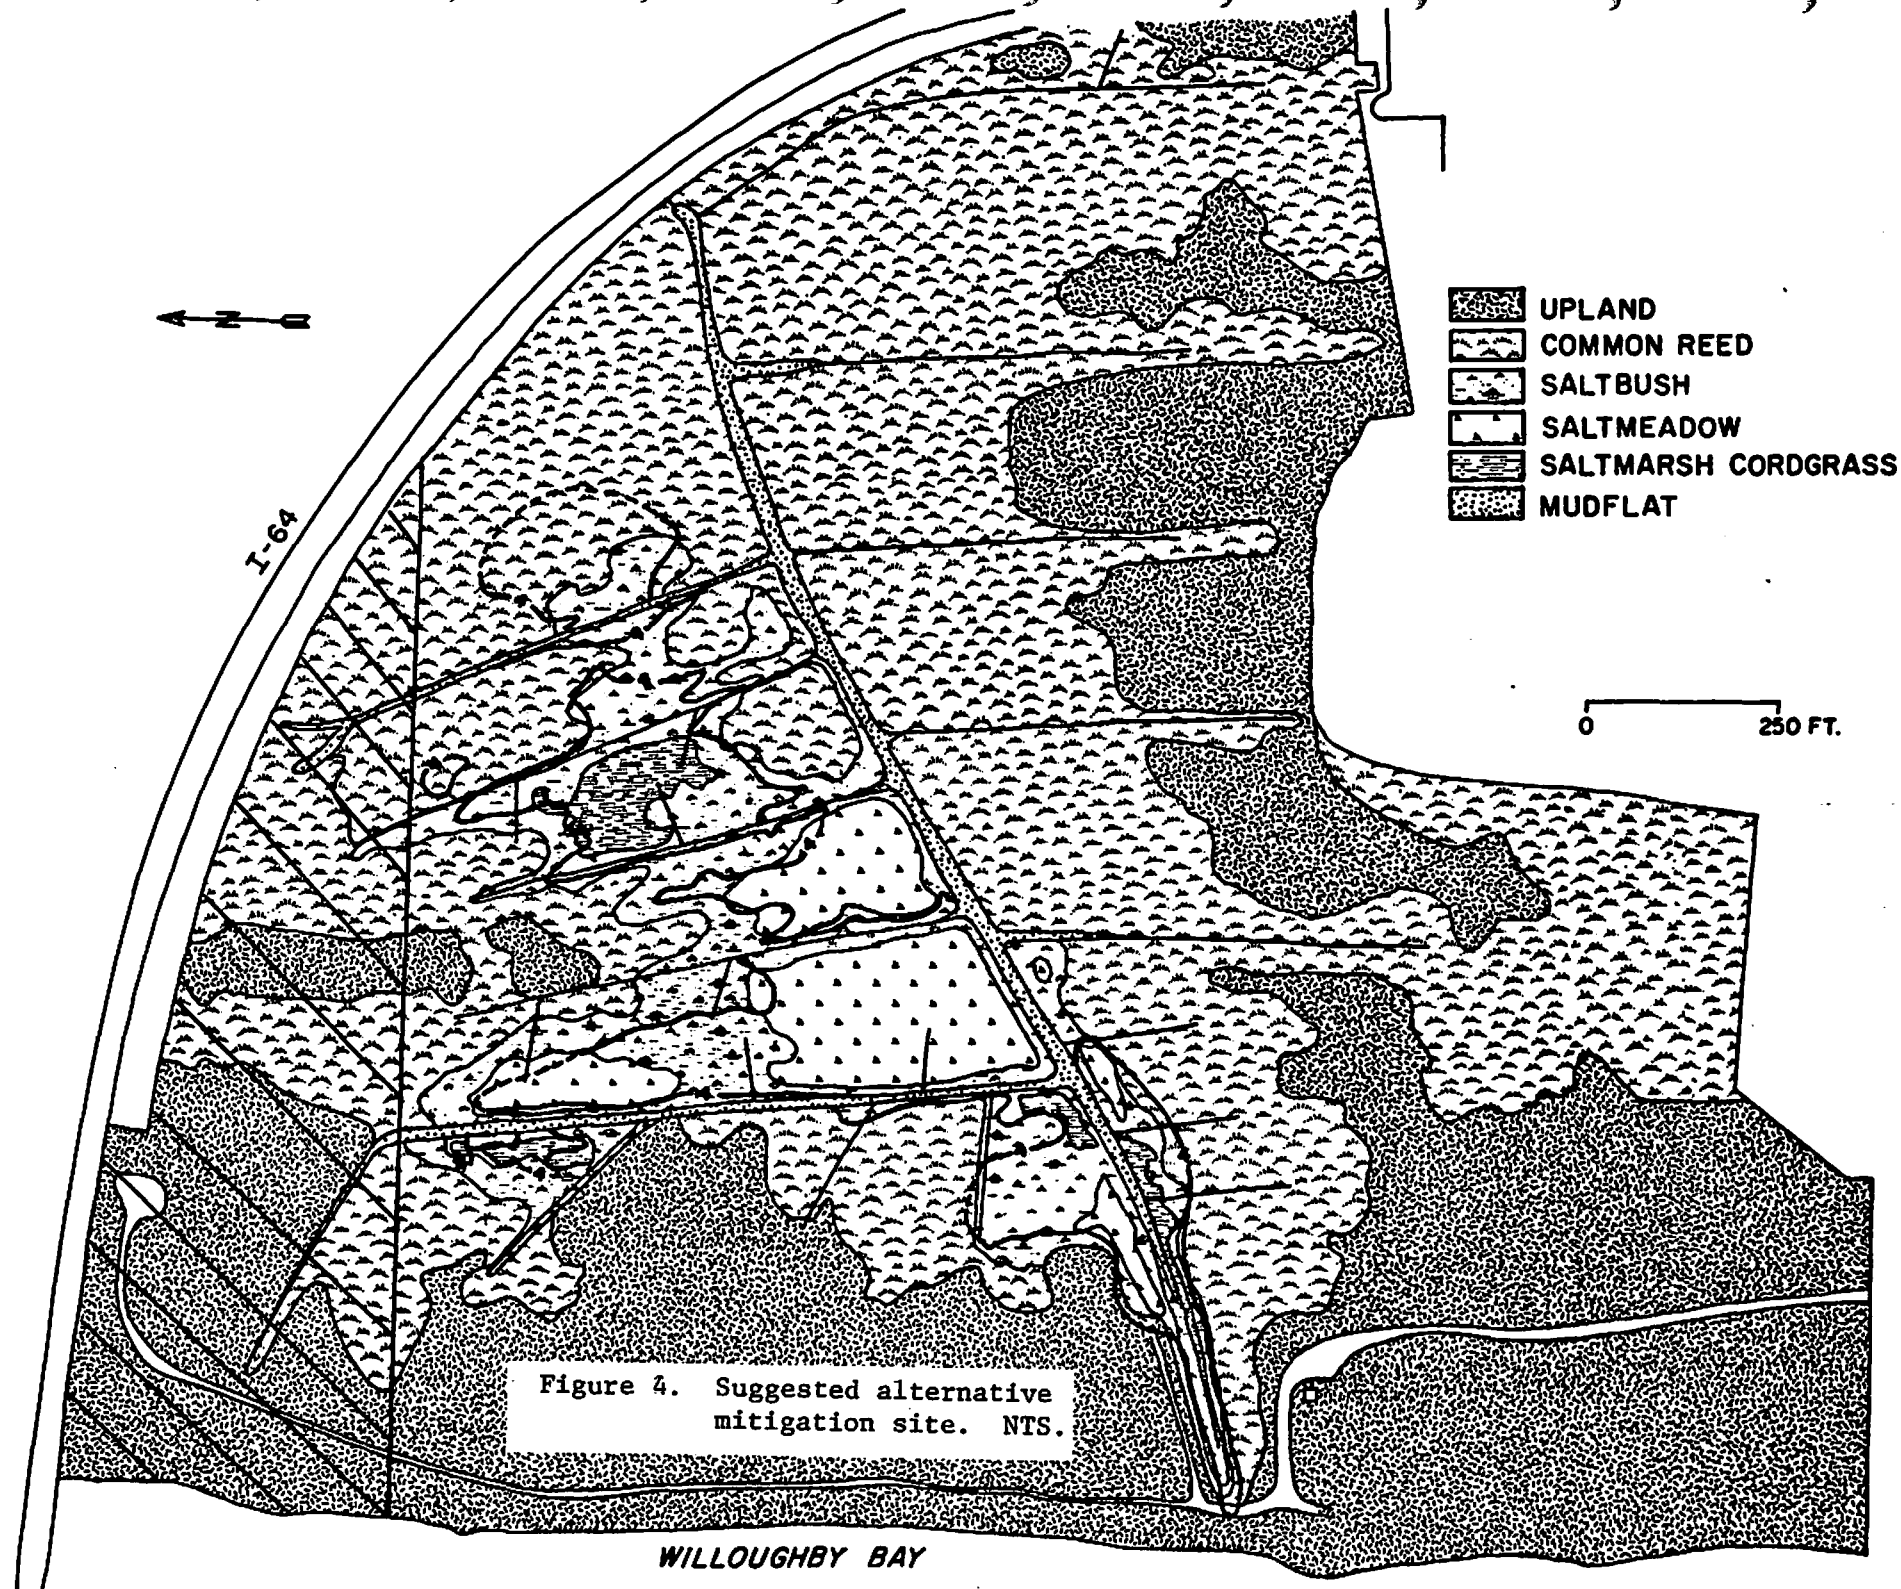 I-64
N
UPLAND
COMMON REED
SALTBUSH
SALTMEADOW
SALTMARSH CORDGRASS
MUDFLAT
0 250 FT.
Figure 4. Suggested alternative
mitigation site. NTS.
WILLOUGHBY BAY